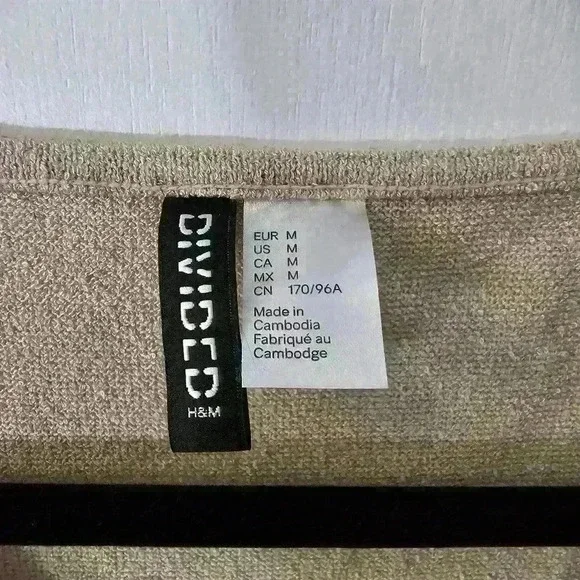 DIVIDED
H&M
EUR M
US M
CA M
MX M
CN 170/96A
Made in
Cambodia
Fabriqué au
Cambodge